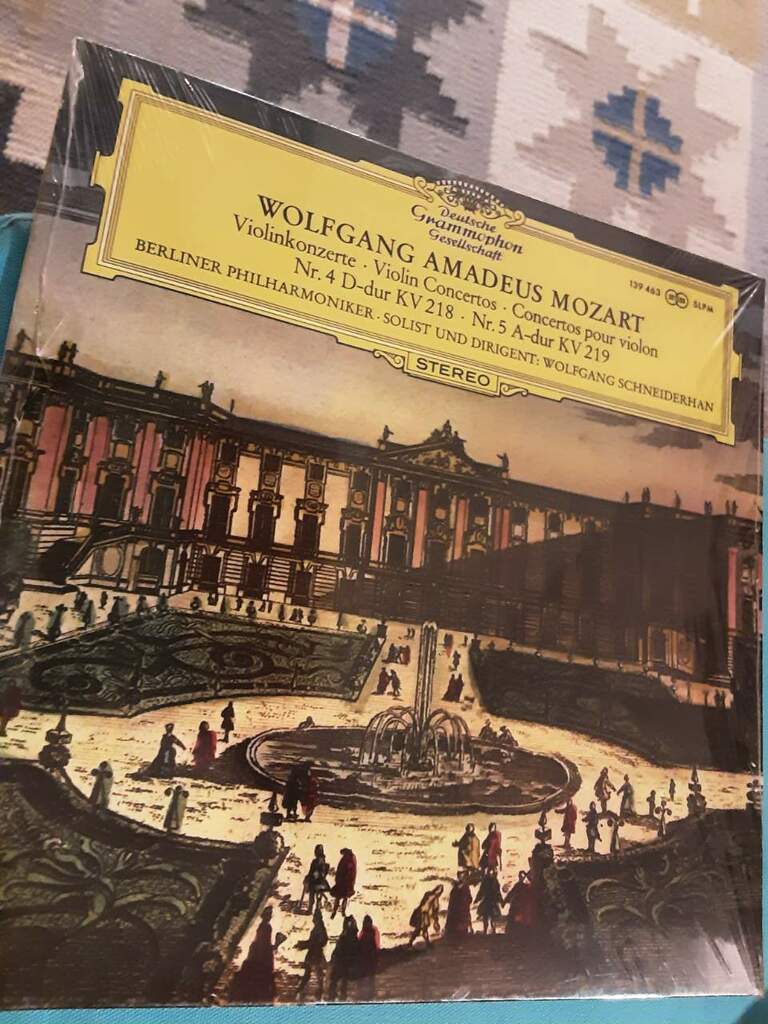 Deutsche
Grammophon
Gesellschaft
139 463 SLPM
WOLFGANG AMADEUS MOZART
Violinkonzerte · Violin Concertos · Concertos pour violon
Nr. 4 D-dur KV 218 · Nr. 5 A-dur KV 219
BERLINER PHILHARMONIKER · SOLIST UND DIRIGENT: WOLFGANG SCHNEIDERHAN
STEREO